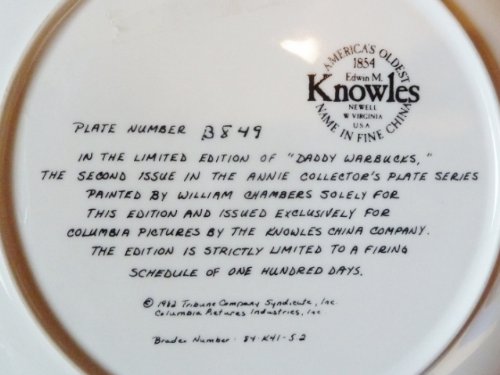 AMERICA'S OLDEST
1854
Edwin M.
Knowles
NEWELL
W VIRGINIA
USA
NAME IN FINE CHINA
PLATE NUMBER B849
IN THE LIMITED EDITION OF "DADDY WARBUCKS,"
THE SECOND ISSUE IN THE ANNIE COLLECTOR'S PLATE SERIES
PAINTED BY WILLIAM CHAMBERS SOLELY FOR
THIS EDITION AND ISSUED EXCLUSIVELY FOR
COLUMBIA PICTURES BY THE KNOWLES CHINA COMPANY.
THE EDITION IS STRICTLY LIMITED TO A FIRING
SCHEDULE OF ONE HUNDRED DAYS.
© 1982 Tribune Company Syndicate, Inc.
Columbia Pictures Industries, Inc
Bradex Number · 84-K41-5.2